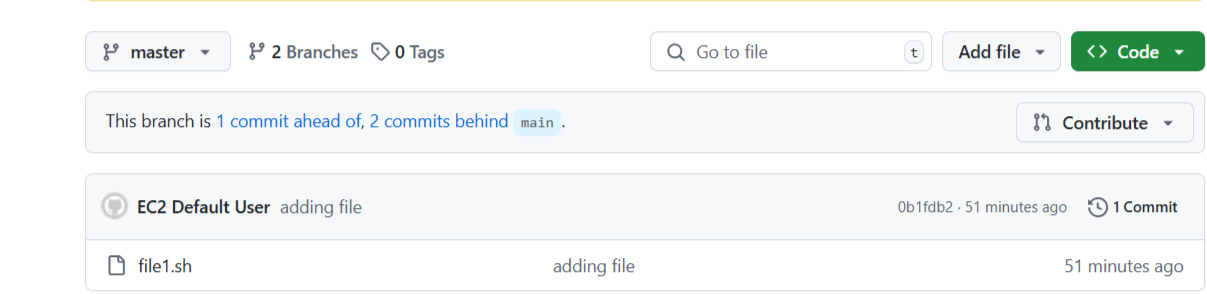 master 2 Branches 0 Tags Go to file t Add file Code
This branch is 1 commit ahead of, 2 commits behind main.
Contribute
EC2 Default User adding file 0b1fdb2 · 51 minutes ago 1 Commit
file1.sh adding file 51 minutes ago